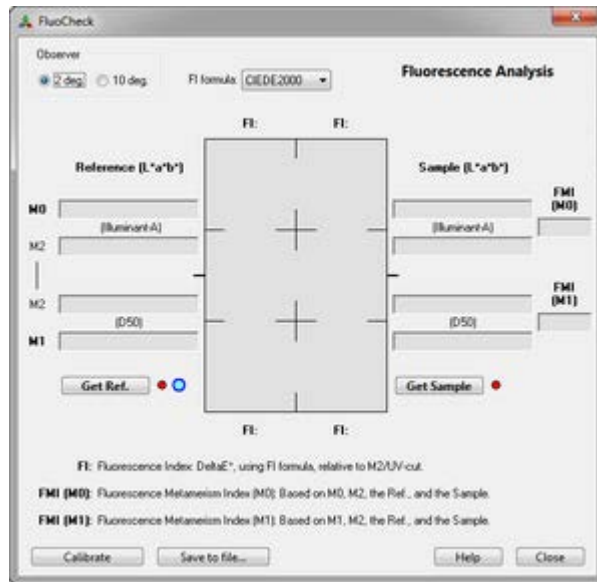 FluoCheck
Observer
2 deg. 10 deg.
FI formula: CIEDE2000
Fluorescence Analysis
FI: FI:
Reference (L*a*b*)
Sample (L*a*b*)
FMI
(M0)
M0
(Illuminant-A)
(Illuminant-A)
M2
FMI
(M1)
M2
(D50)
(D50)
M1
Get Ref.
Get Sample
FI: FI:
FI: Fluorescence Index: DeltaE*, using FI formula, relative to M2/UV-cut.
FMI (M0): Fluorescence Metamerism Index (M0): Based on M0, M2, the Ref., and the Sample.
FMI (M1): Fluorescence Metamerism Index (M1): Based on M1, M2, the Ref., and the Sample.
Calibrate Save to file... Help Close